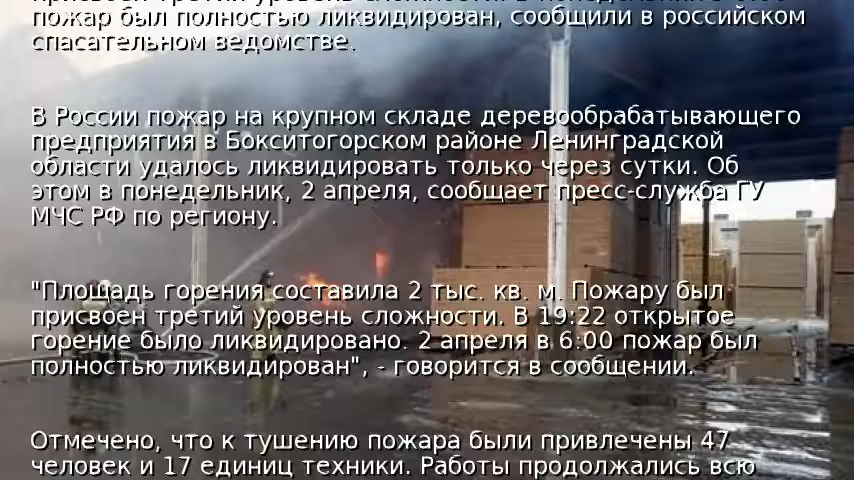 пожар был полностью ликвидирован, сообщили в российском
спасательном ведомстве.
В России пожар на крупном складе деревообрабатывающего
предприятия в Бокситогорском районе Ленинградской
области удалось ликвидировать только через сутки. Об
этом в понедельник, 2 апреля, сообщает пресс-служба ГУ
МЧС РФ по региону.
"Площадь горения составила 2 тыс. кв. м. Пожару был
присвоен третий уровень сложности. В 19:22 открытое
горение было ликвидировано. 2 апреля в 6:00 пожар был
полностью ликвидирован", - говорится в сообщении.
Отмечено, что к тушению пожара были привлечены 47
человек и 17 единиц техники. Работы продолжались всю